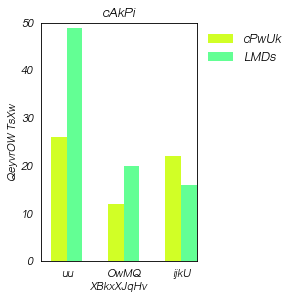 cAkPi
50
40
30
20
10
0
QeyvrOW TsXw
uu
OwMQ
ijkU
XBkxXJqHv
cPwUk
LMDs